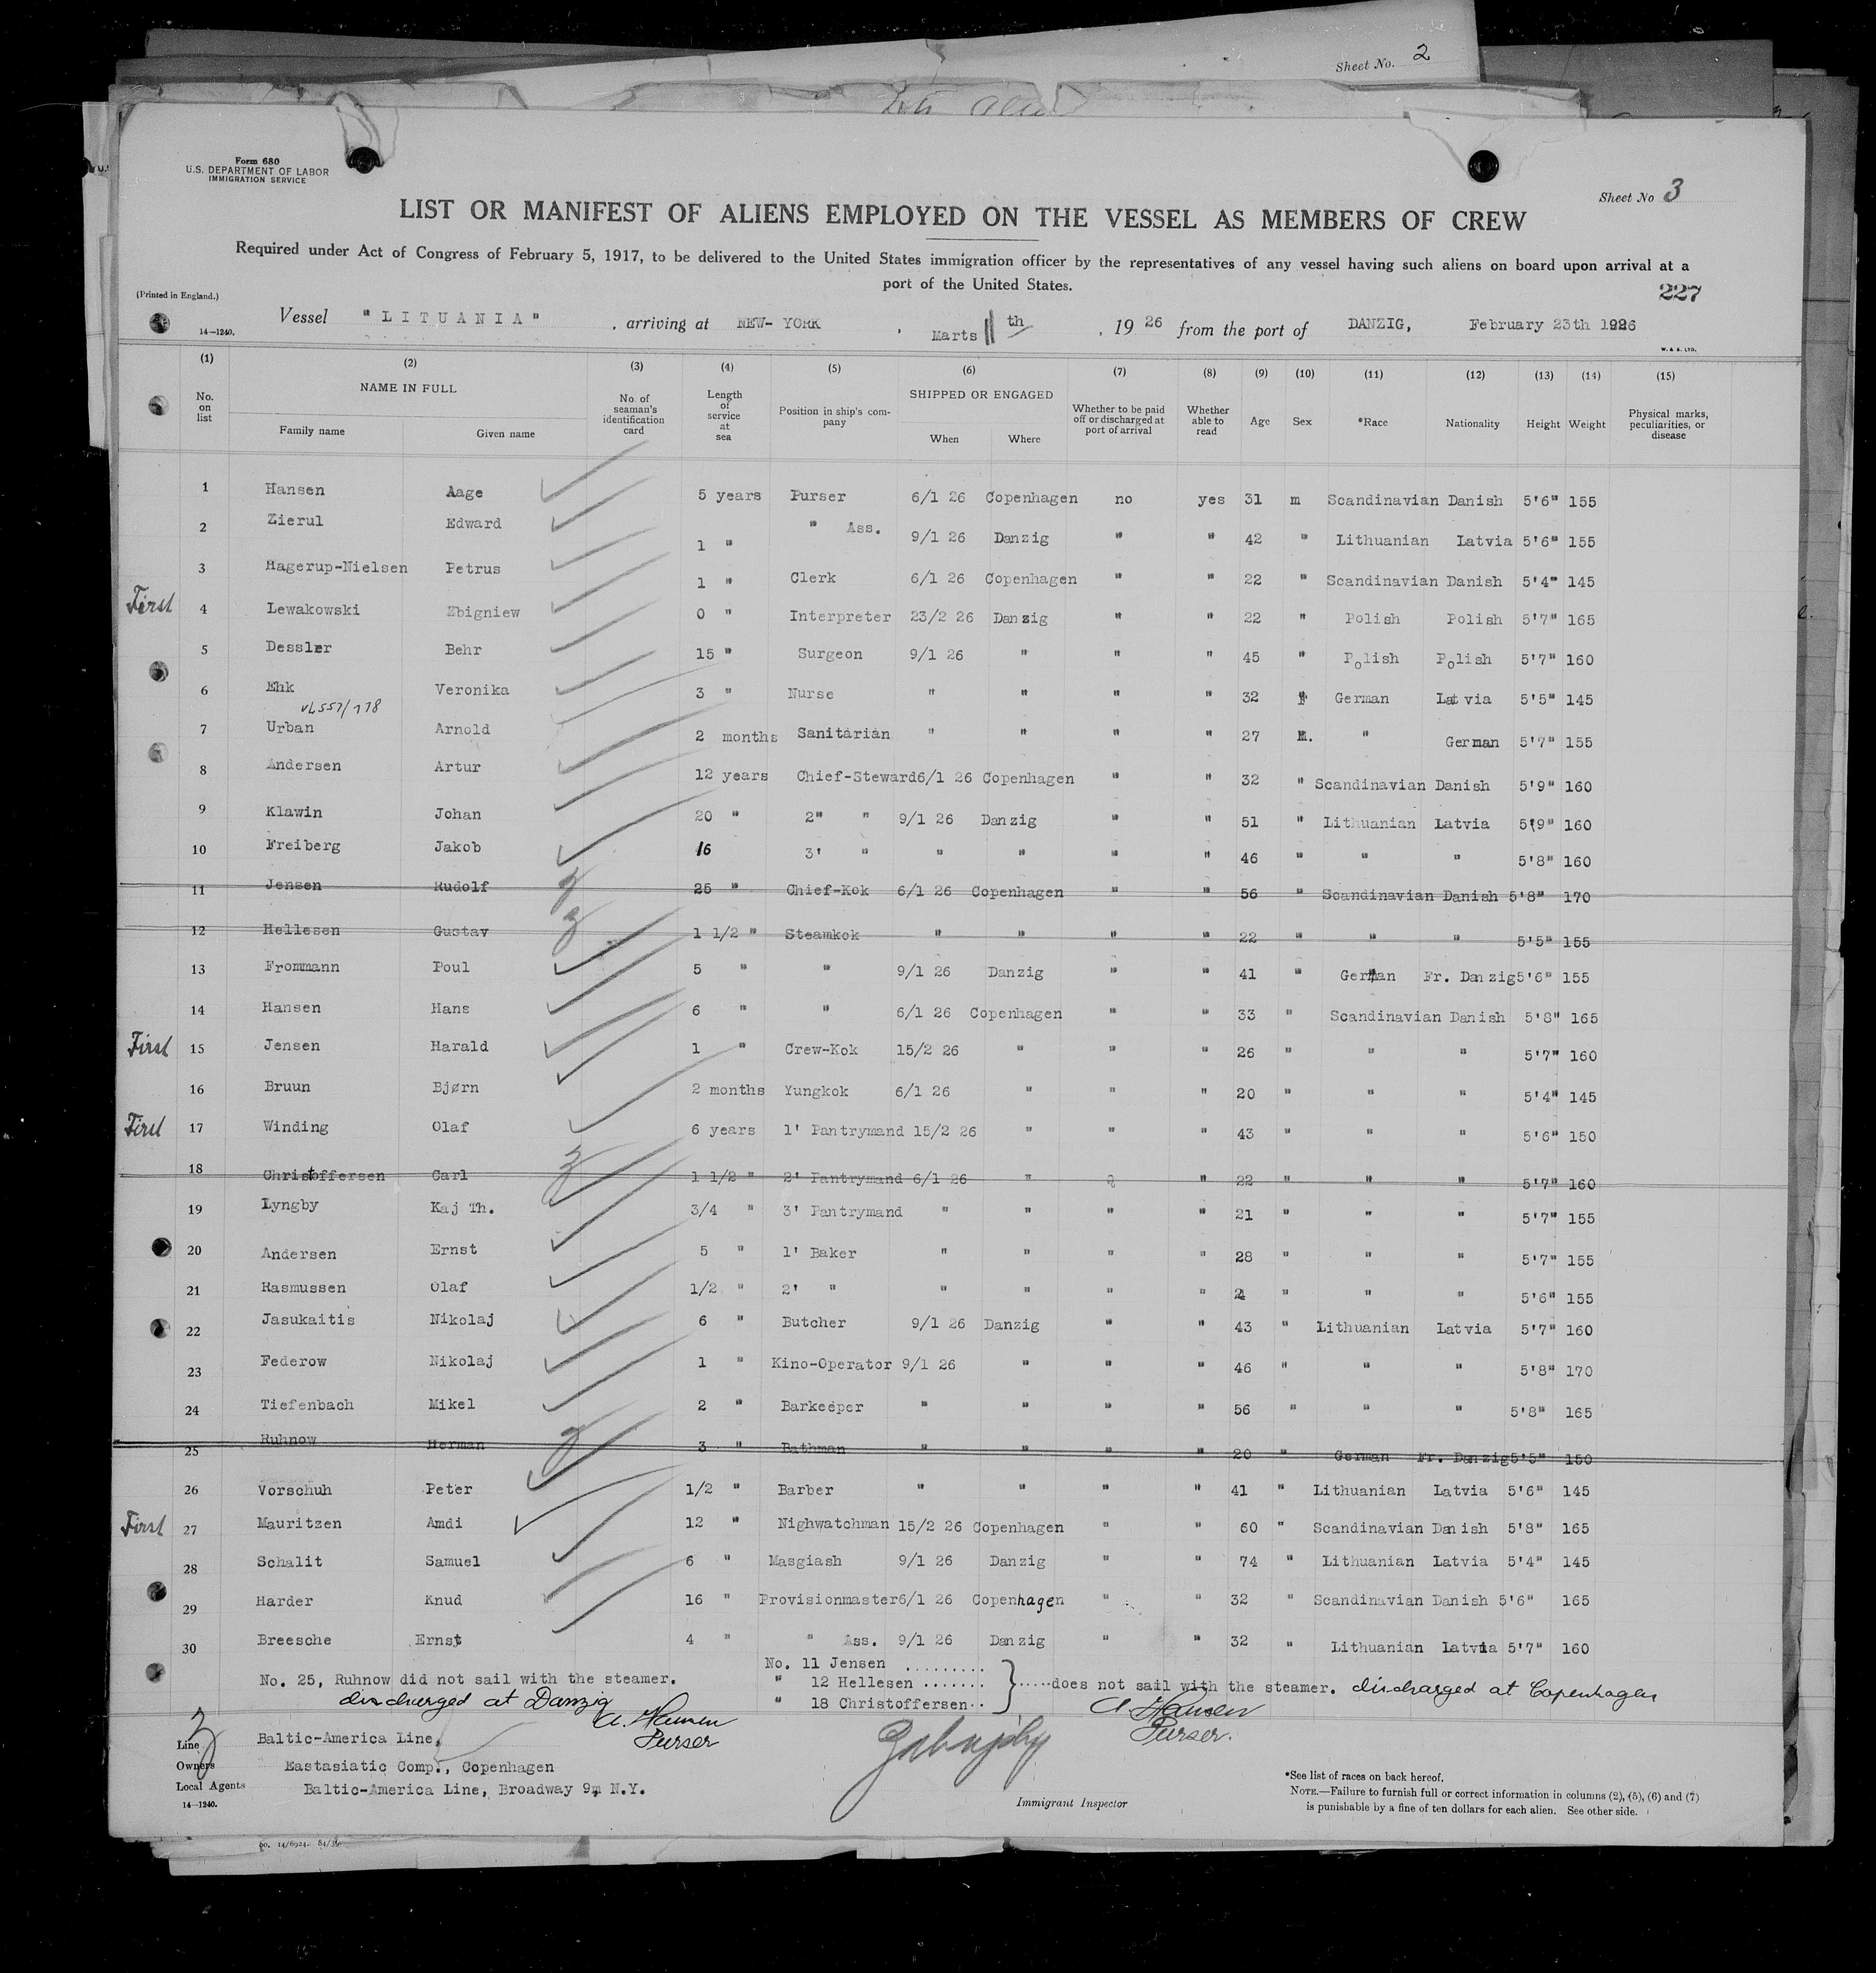 Sheet No. 2
Form 680
U.S. DEPARTMENT OF LABOR
IMMIGRATION SERVICE
Sheet No 3
LIST OR MANIFEST OF ALIENS EMPLOYED ON THE VESSEL AS MEMBERS OF CREW
Required under Act of Congress of February 5, 1917, to be delivered to the United States immigration officer by the representatives of any vessel having such aliens on board upon arrival at a
port of the United States.
227
(Printed in England.)
14—1240.
Vessel "LITUANIA", arriving at NEW-YORK, Marts 11th, 1926 from the port of DANZIG, February 23th 1926
W. & S. LTD.
(1) (2) (3) (4) (5) (6) (7) (8) (9) (10) (11) (12) (13) (14) (15)
No. on list NAME IN FULL Family name Given name No. of seaman's identification card Length of service at sea Position in ship's company SHIPPED OR ENGAGED When Where Whether to be paid off or discharged at port of arrival Whether able to read Age Sex *Race Nationality Height Weight Physical marks, peculiarities, or disease
1 Hansen Aage 5 years Purser 6/1 26 Copenhagen no yes 31 m Scandinavian Danish 5'6" 155
2 Zierul Edward 1 " " Ass. 9/1 26 Danzig " " 42 " Lithuanian Latvia 5'6" 155
3 Hagerup-Nielsen Petrus 1 " Clerk 6/1 26 Copenhagen " " 22 " Scandinavian Danish 5'4" 145
First 4 Lewakowski Zbigniew 0 " Interpreter 23/2 26 Danzig " " 22 " Polish Polish 5'7" 165
5 Dessler Behr 15 " Surgeon 9/1 26 " " " 45 " Polish Polish 5'7" 160
6 Ehk Veronika 3 " Nurse " " " " 32 f German Latvia 5'5" 145
7 Urban Arnold 2 months Sanitarian " " " " 27 M. " German 5'7" 155
8 Andersen Artur 12 years Chief-Steward 6/1 26 Copenhagen " " 32 " Scandinavian Danish 5'9" 160
9 Klawin Johan 20 " 2" " 9/1 26 Danzig " " 51 " Lithuanian Latvia 5'9" 160
10 Freiberg Jakob 16 3' " " " " " 46 " " " 5'8" 160
11 Jensen Rudolf 25 " Chief-Kok 6/1 26 Copenhagen " " 56 " Scandinavian Danish 5'8" 170
12 Hellesen Gustav 1 1/2 " Steamkok " " " " 22 " " " 5'5" 155
13 Frommann Poul 5 " " 9/1 26 Danzig " " 41 " German Fr. Danzig 5'6" 155
14 Hansen Hans 6 " " 6/1 26 Copenhagen " " 33 " Scandinavian Danish 5'8" 165
First 15 Jensen Harald 1 " Crew-Kok 15/2 26 " " " 26 " " " 5'7" 160
16 Bruun Bjørn 2 months Yungkok 6/1 26 " " " 20 " " " 5'4" 145
First 17 Winding Olaf 6 years 1' Pantrymand 15/2 26 " " " 43 " " " 5'6" 150
18 Christoffersen Carl 1 1/2 " 2' Pantrymand 6/1 26 " " " 22 " " " 5'7" 160
19 Lyngby Kaj Th. 3/4 " 3' Pantrymand " " " " 21 " " " 5'7" 155
20 Andersen Ernst 5 " 1' Baker " " " " 28 " " " 5'7" 155
21 Rasmussen Olaf 1/2 " 2' " " " " " " " " 5'6" 155
22 Jasukaitis Nikolaj 6 " Butcher 9/1 26 Danzig " " 43 " Lithuanian Latvia 5'7" 160
23 Federow Nikolaj 1 " Kino-Operator 9/1 26 " " " 46 " " " 5'8" 170
24 Tiefenbach Mikel 2 " Barkeeper " " " " 56 " " " 5'8" 165
25 Ruhnow Herman 3 " Bathman " " " " 20 " German Fr. Danzig 5'5" 150
26 Vorschuh Peter 1/2 " Barber " " " " 41 " Lithuanian Latvia 5'6" 145
First 27 Mauritzen Amdi 12 " Nighwatchman 15/2 26 Copenhagen " " 60 " Scandinavian Danish 5'8" 165
28 Schalit Samuel 6 " Masgiash 9/1 26 Danzig " " 74 " Lithuanian Latvia 5'4" 145
29 Harder Knud 16 " Provisionmaster 6/1 26 Copenhagen " " 32 " Scandinavian Danish 5'6" 165
30 Breesche Ernst 4 " " Ass. 9/1 26 Danzig " " 32 " Lithuanian Latvia 5'7" 160
No. 25, Ruhnow did not sail with the steamer.
discharged at Danzig
A. Hansen
Purser
No. 11 Jensen .........
" 12 Hellesen .......
" 18 Christoffersen..
......does not sail with the steamer. discharged at Copenhagen
A. Hansen
Purser.
Line Baltic-America Line,
Owners Eastasiatic Comp., Copenhagen
Local Agents Baltic-America Line, Broadway 9, N.Y.
14—1240.
Immigrant Inspector
*See list of races on back hereof.
NOTE.—Failure to furnish full or correct information in columns (2), (5), (6) and (7)
is punishable by a fine of ten dollars for each alien. See other side.